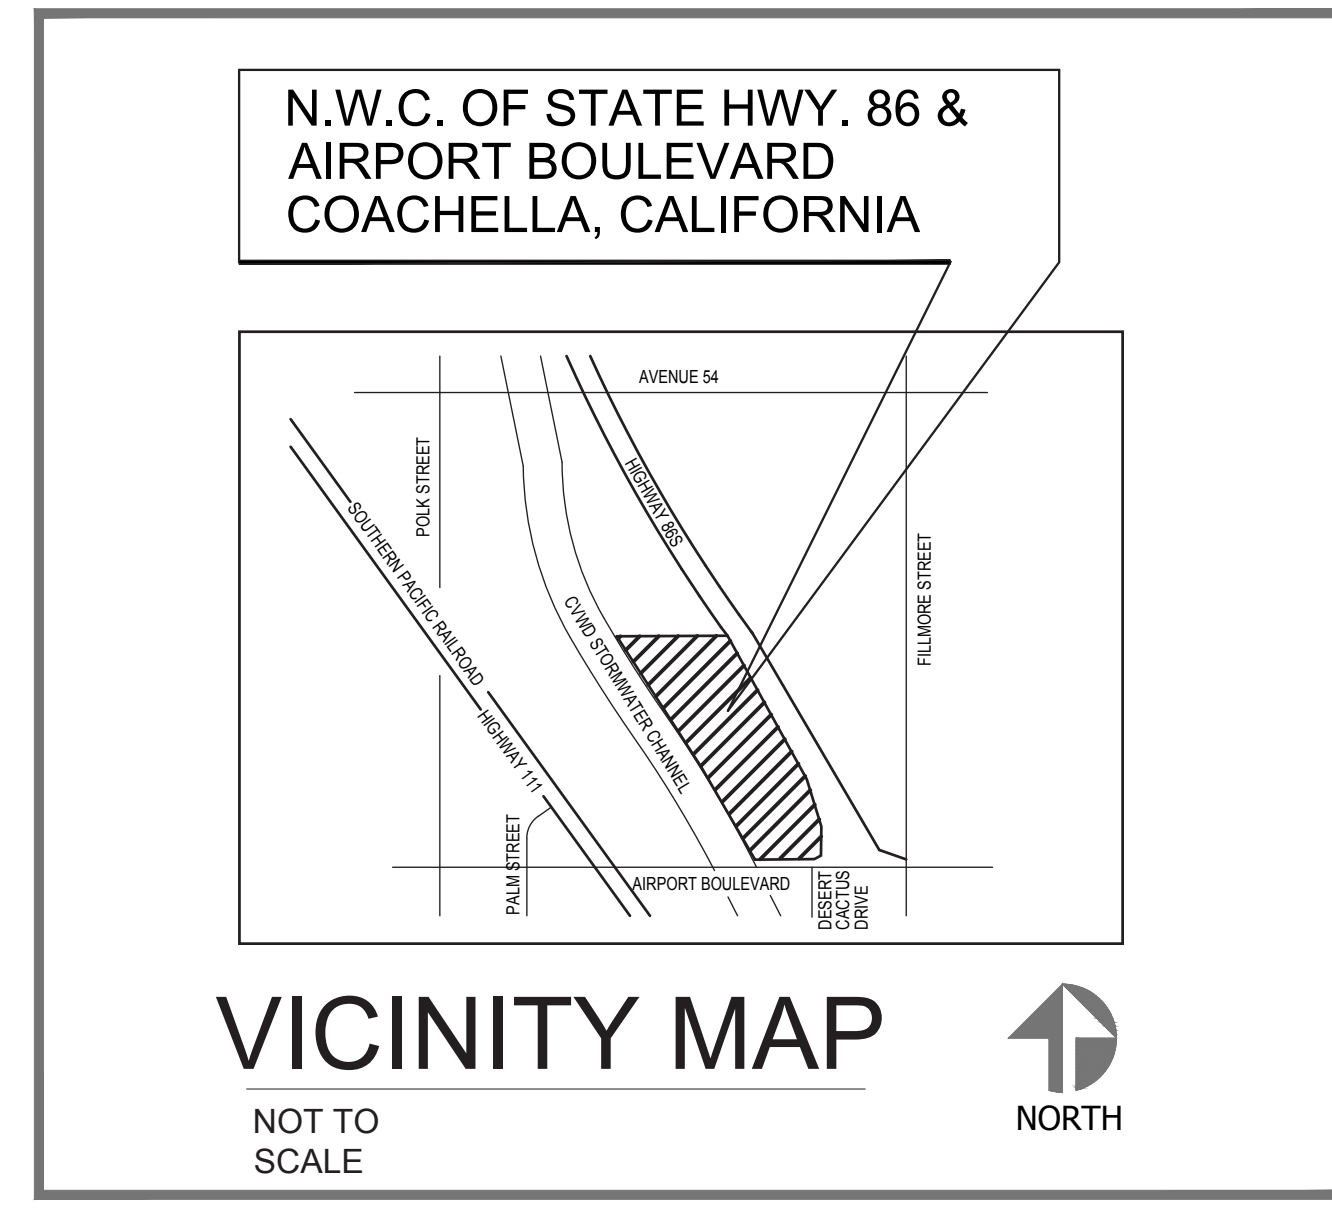 N.W.C. OF STATE HWY. 86 &
AIRPORT BOULEVARD
COACHELLA, CALIFORNIA
AVENUE 54
POLK STREET
HIGHWAY 86S
SOUTHERN PACIFIC RAILROAD
FILLMORE STREET
CVWD STORMWATER CHANNEL
HIGHWAY 111
PALM STREET
AIRPORT BOULEVARD
DESERT
CACTUS
DRIVE
VICINITY MAP
NOT TO
SCALE
NORTH